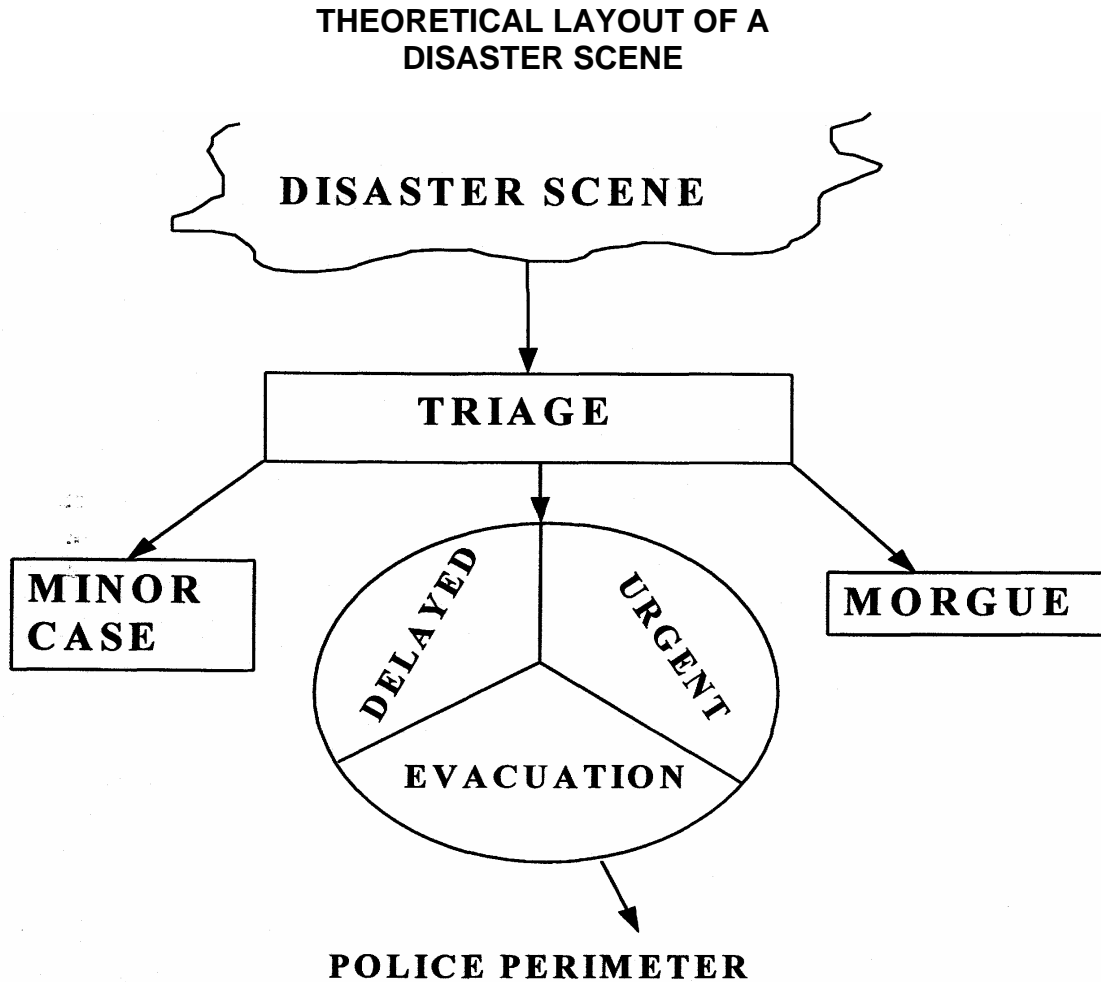 THEORETICAL LAYOUT OF A
DISASTER SCENE
DISASTER SCENE
TRIAGE
MINOR
CASE
DELAYED
URGENT
MORGUE
EVACUATION
POLICE PERIMETER